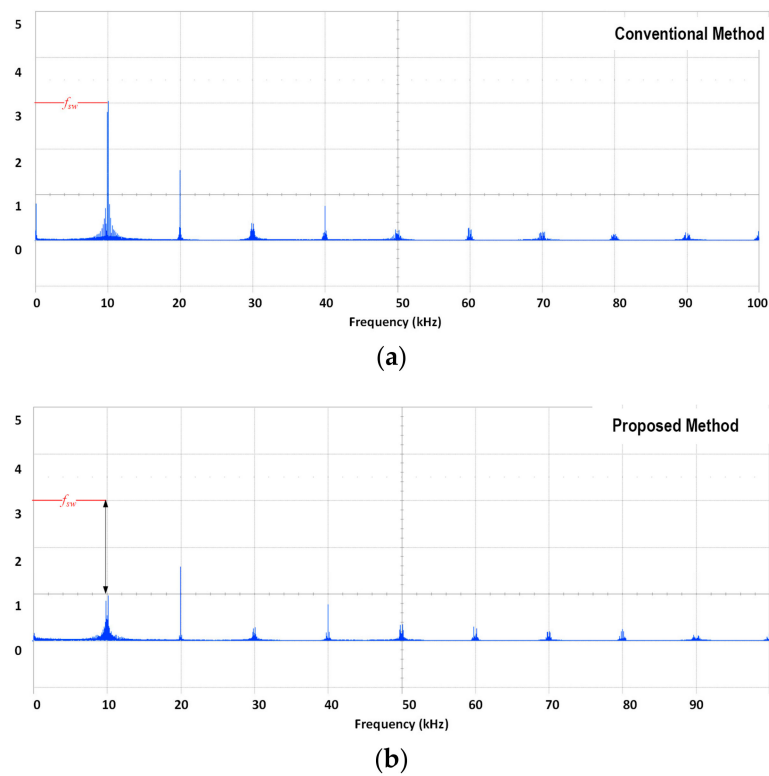 5
Conventional Method
4
3
f_sw
2
1
0
0 10 20 30 40 50 60 70 80 90 100
Frequency (kHz)
(a)
5
Proposed Method
4
3
f_sw
2
1
0
0 10 20 30 40 50 60 70 80 90
Frequency (kHz)
(b)